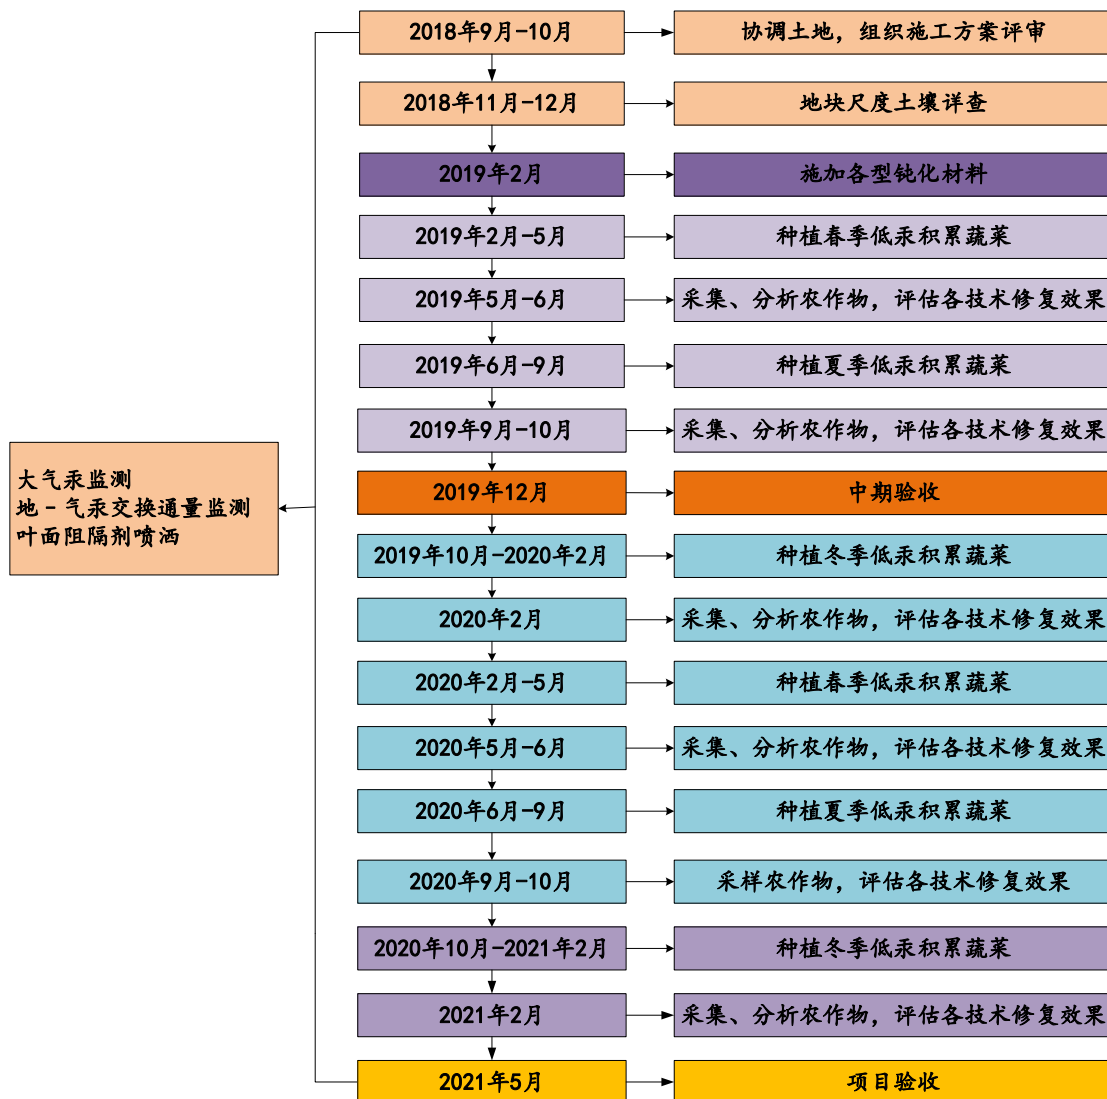 2018年9月-10月
协调土地，组织施工方案评审
2018年11月-12月
地块尺度土壤详查
2019年2月
施加各型钝化材料
2019年2月-5月
种植春季低汞积累蔬菜
2019年5月-6月
采集、分析农作物，评估各技术修复效果
2019年6月-9月
种植夏季低汞积累蔬菜
2019年9月-10月
采集、分析农作物，评估各技术修复效果
大气汞监测
地-气汞交换通量监测
叶面阻隔剂喷洒
2019年12月
中期验收
2019年10月-2020年2月
种植冬季低汞积累蔬菜
2020年2月
采集、分析农作物，评估各技术修复效果
2020年2月-5月
种植春季低汞积累蔬菜
2020年5月-6月
采集、分析农作物，评估各技术修复效果
2020年6月-9月
种植夏季低汞积累蔬菜
2020年9月-10月
采样农作物，评估各技术修复效果
2020年10月-2021年2月
种植冬季低汞积累蔬菜
2021年2月
采集、分析农作物，评估各技术修复效果
2021年5月
项目验收